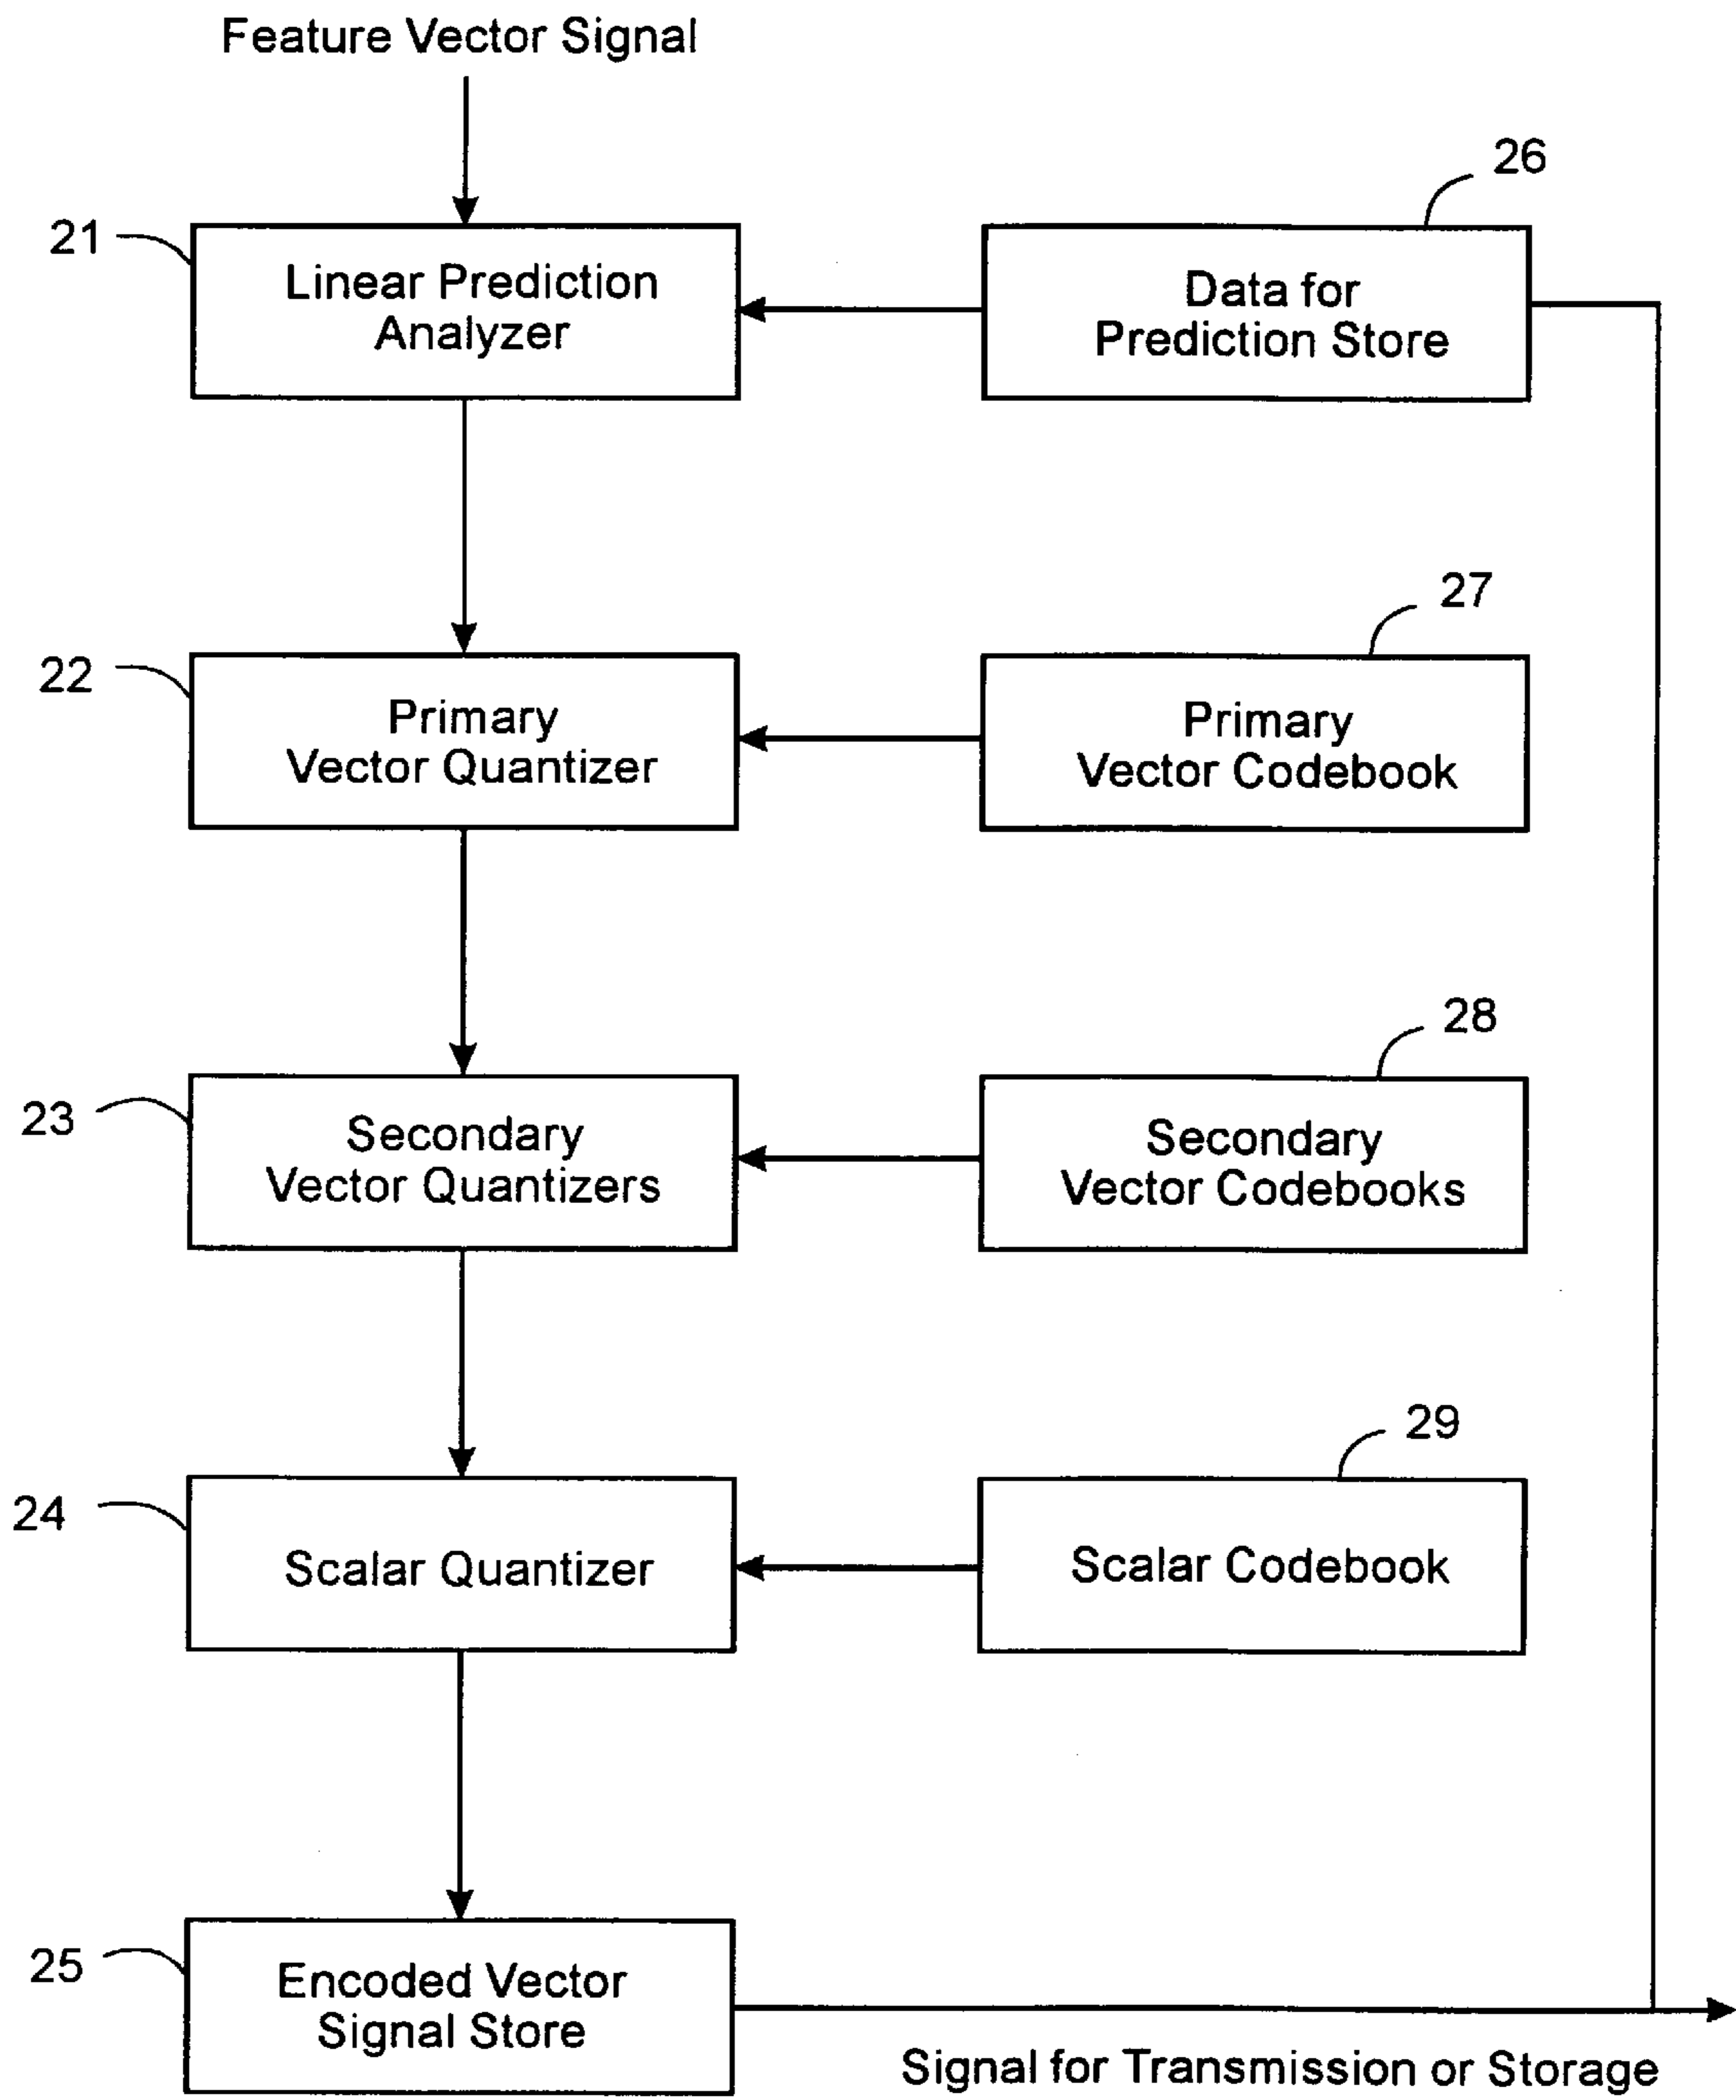 Feature Vector Signal
26
21
Linear Prediction
Analyzer
Data for
Prediction Store
27
22
Primary
Vector Quantizer
Primary
Vector Codebook
28
23
Secondary
Vector Quantizers
Secondary
Vector Codebooks
29
24
Scalar Quantizer
Scalar Codebook
25
Encoded Vector
Signal Store
Signal for Transmission or Storage